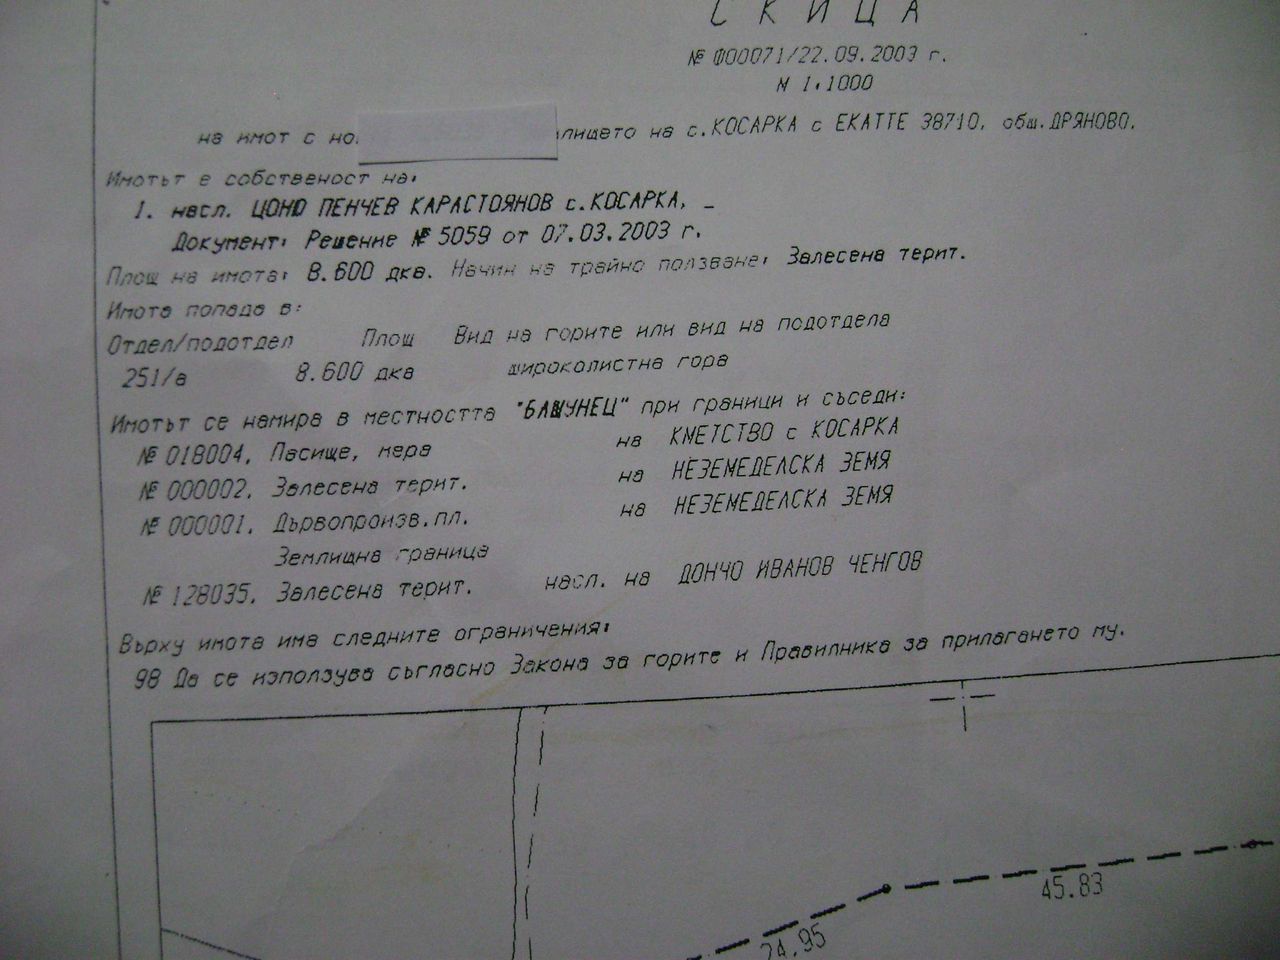 СКИЦА
№ Ф00071/22.09.2003 г.
М 1:1000
на имот с но. лището на с.КОСАРКА с ЕКАТТЕ 38710, общ.ДРЯНОВО.
Имотът е собственост на:
1. насл. ЦОНЮ ПЕНЧЕВ КАРАСТОЯНОВ с.КОСАРКА, _
Документ: Решение № 5059 от 07.03.2003 г.
Площ на имота: 8.600 дка. Начин на трайно ползване: Залесена терит.
Имота попада в:
Отдел/подотдел Площ Вид на горите или вид на подотдела
251/а 8.600 дка широколистна гора
Имотът се намира в местността "БАШУНЕЦ" при граници и съседи:
№ 018004, Пасище, мера на КМЕТСТВО с КОСАРКА
№ 000002, Залесена терит. на НЕЗЕМЕДЕЛСКА ЗЕМЯ
№ 000001, Дървопроизв.пл. на НЕЗЕМЕДЕЛСКА ЗЕМЯ
Землищна граница
№ 128035, Залесена терит. насл. на ДОНЧО ИВАНОВ ЧЕНГОВ
Върху имота има следните ограничения:
98 Да се използува съгласно Закона за горите и Правилника за прилагането му.
45.83
24.95